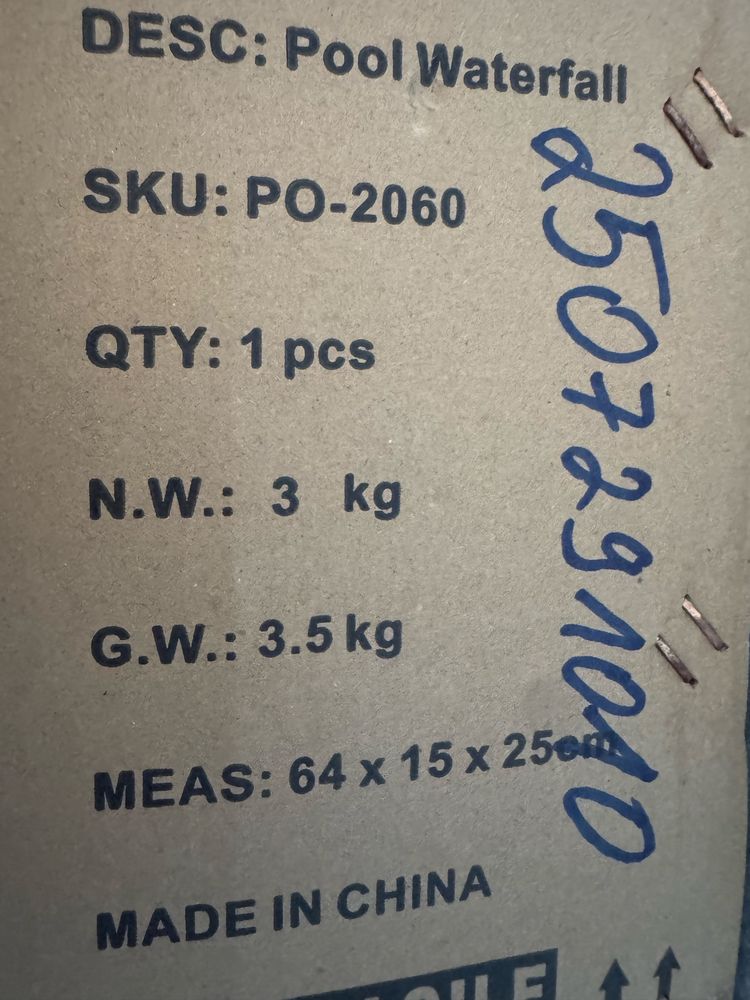 DESC: Pool Waterfall
SKU: PO-2060
QTY: 1 pcs
N.W.: 3 kg
G.W.: 3.5 kg
MEAS: 64 x 15 x 25cm
MADE IN CHINA
2507291010